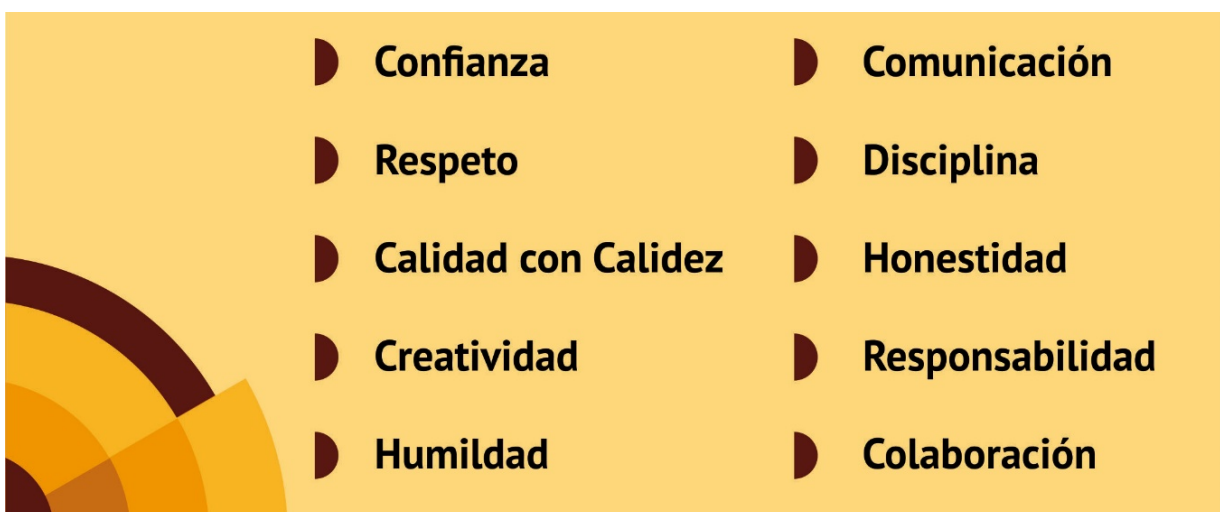 Confianza
Respeto
Calidad con Calidez
Creatividad
Humildad
Comunicación
Disciplina
Honestidad
Responsabilidad
Colaboración